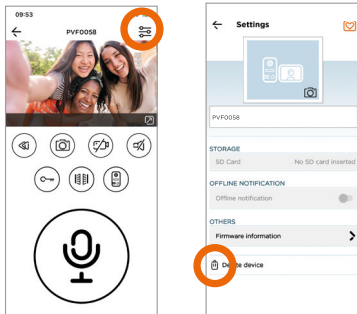 09:53
PVF0058
Settings
PVF0058
STORAGE
SD Card No SD card inserted
OFFLINE NOTIFICATION
Offline notification
OTHERS
Firmware information
Delete device